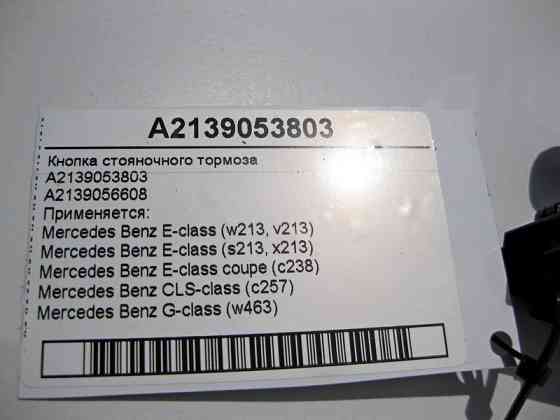 A2139053803
Кнопка стояночного тормоза
A2139053803
A2139056608
Применяется:
Mercedes Benz E-class (w213, v213)
Mercedes Benz E-class (s213, x213)
Mercedes Benz E-class coupe (c238)
Mercedes Benz CLS-class (c257)
Mercedes Benz G-class (w463)